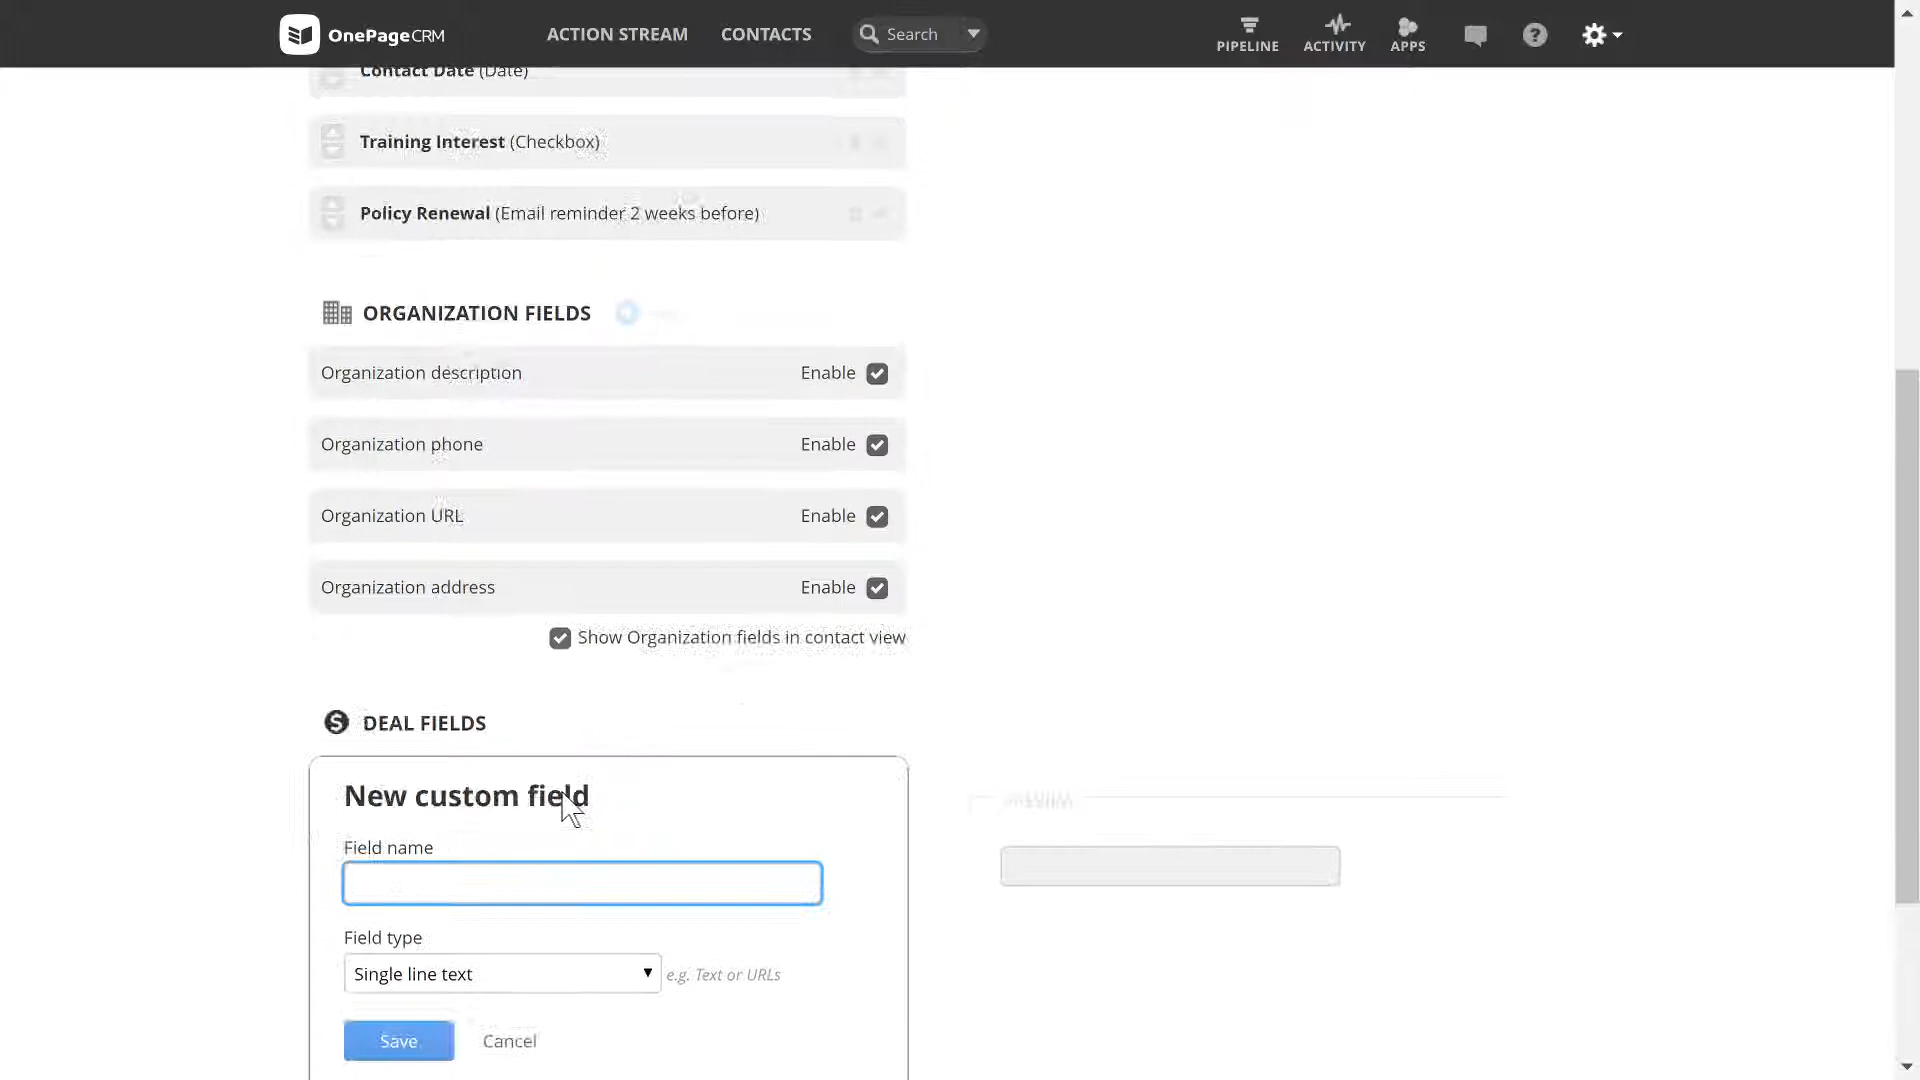 OnePageCRM
ACTION STREAM
CONTACTS
Search
PIPELINE
ACTIVITY
APPS
Contact Date (Date)
Training Interest (Checkbox)
Policy Renewal (Email reminder 2 weeks before)
ORGANIZATION FIELDS
Organization description Enable
Organization phone Enable
Organization URL Enable
Organization address Enable
Show Organization fields in contact view
DEAL FIELDS
New custom field
Field name
Field type
Single line text e.g. Text or URLs
Save Cancel